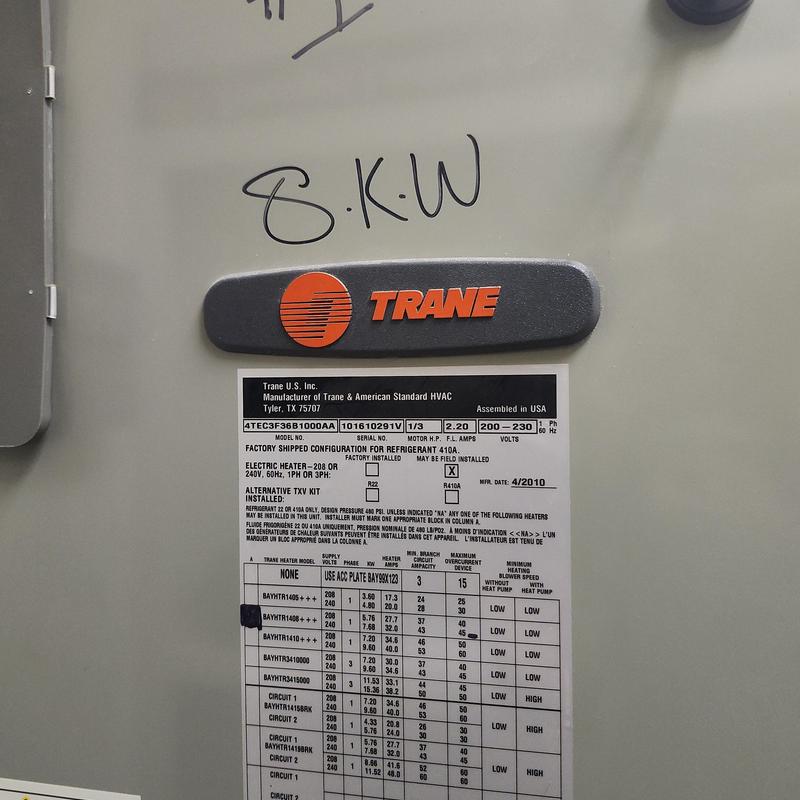 #1
8.K.W
TRANE
Trane U.S. Inc.
Manufacturer of Trane & American Standard HVAC
Tyler, TX 75707 Assembled in USA
4TEC3F36B1000AA 101610291V 1/3 2.20 200-230 1 Ph 60 Hz
MODEL NO. SERIAL NO. MOTOR H.P. F.L. AMPS VOLTS
FACTORY SHIPPED CONFIGURATION FOR REFRIGERANT 410A.
FACTORY INSTALLED MAY BE FIELD INSTALLED
ELECTRIC HEATER-208 OR
240V, 60Hz, 1PH OR 3PH: X
MFR. DATE: 4/2010
R22 R410A
ALTERNATIVE TXV KIT
INSTALLED:
REFRIGERANT 22 OR 410A ONLY, DESIGN PRESSURE 480 PSI. UNLESS INDICATED "NA" ANY ONE OF THE FOLLOWING HEATERS
MAY BE INSTALLED IN THIS UNIT. INSTALLER MUST MARK ONE APPROPRIATE BLOCK IN COLUMN A.
FLUIDE FRIGORIGÉNE 22 OU 410A UNIQUEMENT, PRESSION NOMINALE DE 480 LB/PO2. À MOINS D'INDICATION <<NA>> L'UN
DES GÉNÉRATEURS DE CHALEUR SUIVANTS PEUVENT ÊTRE INSTALLÉS DANS CET APPAREIL. L'INSTALLATEUR EST TENU DE
MARQUER UN BLOC APPROPRIÉ DANS LA COLONNE A.
A TRANE HEATER MODEL SUPPLY VOLTS PHASE KW HEATER AMPS MIN. BRANCH CIRCUIT AMPACITY MAXIMUM OVERCURRENT DEVICE MINIMUM HEATING BLOWER SPEED WITHOUT HEAT PUMP WITH HEAT PUMP
NONE USE ACC PLATE BAY99X123 3 15
BAYHTR1405+++ 208 240 1 3.60 4.80 17.3 20.0 24 28 25 30 LOW LOW
BAYHTR1408+++ 208 240 1 5.76 7.68 27.7 32.0 37 43 40 45 LOW LOW
BAYHTR1410+++ 208 240 1 7.20 9.60 34.6 40.0 46 53 50 60 LOW LOW
BAYHTR3410000 208 240 3 7.20 9.60 30.0 34.6 37 43 40 45 LOW LOW
BAYHTR3415000 208 240 3 11.53 15.36 33.1 38.2 44 50 45 50 LOW HIGH
CIRCUIT 1 208 240 1 7.20 9.60 34.6 40.0 46 53 50 60
BAYHTR1415BRK LOW HIGH
CIRCUIT 2 208 240 1 4.33 5.76 20.8 24.0 26 30 30 30
CIRCUIT 1 208 240 1 5.76 7.68 27.7 32.0 37 43 40 45
BAYHTR1419BRK LOW HIGH
CIRCUIT 2 208 240 1 8.66 11.52 41.6 48.0 52 60 60 60
CIRCUIT 1
CIRCUIT 2 208